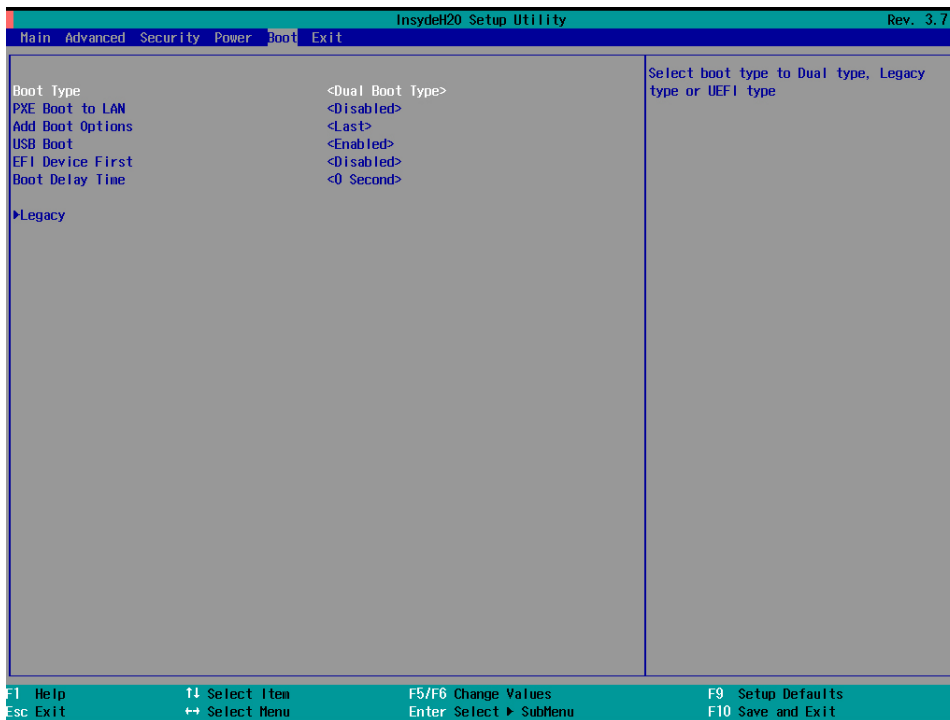 InsydeH20 Setup Utility Rev. 3.7
Main Advanced Security Power Boot Exit
Boot Type <Dual Boot Type>
PXE Boot to LAN <Disabled>
Add Boot Options <Last>
USB Boot <Enabled>
EFI Device First <Disabled>
Boot Delay Time <0 Second>
▶Legacy
Select boot type to Dual type, Legacy
type or UEFI type
F1 Help ↑↓ Select Item F5/F6 Change Values F9 Setup Defaults
Esc Exit ↔ Select Menu Enter Select ▶ SubMenu F10 Save and Exit